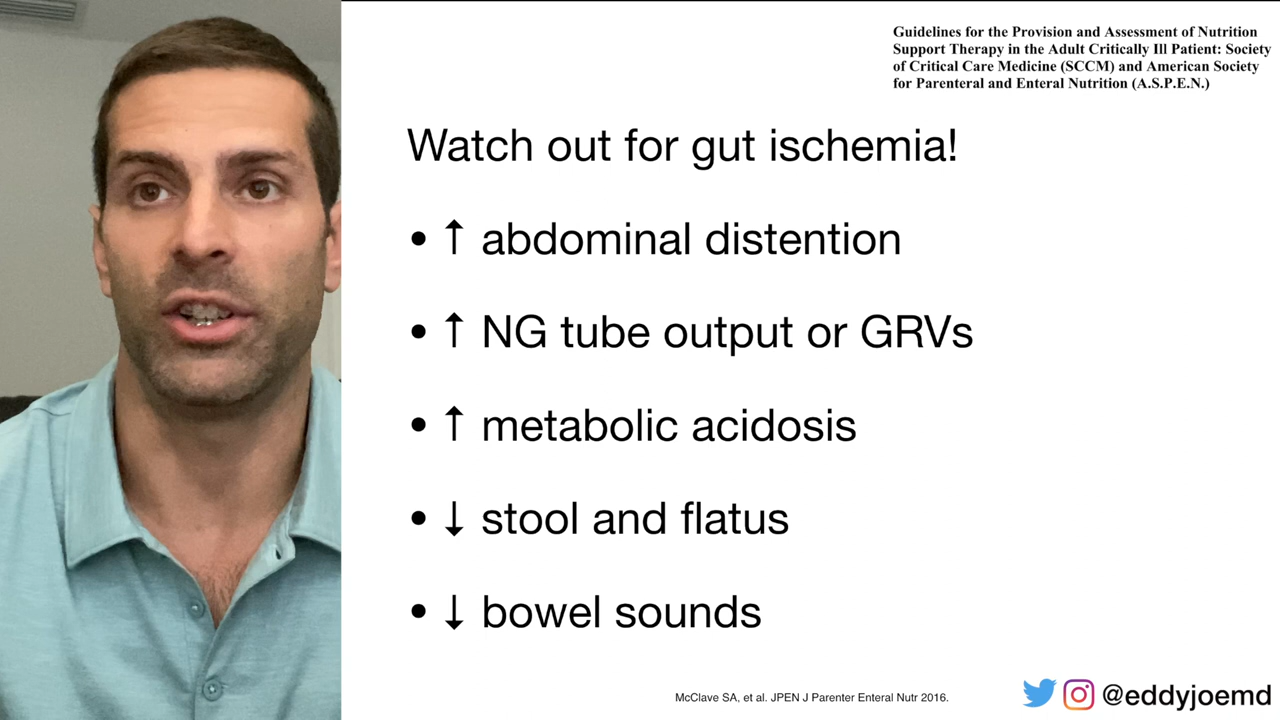 Guidelines for the Provision and Assessment of Nutrition
Support Therapy in the Adult Critically Ill Patient: Society
of Critical Care Medicine (SCCM) and American Society
for Parenteral and Enteral Nutrition (A.S.P.E.N.)
Watch out for gut ischemia!
• ↑ abdominal distention
• ↑ NG tube output or GRVs
• ↑ metabolic acidosis
• ↓ stool and flatus
• ↓ bowel sounds
McClave SA, et al. JPEN J Parenter Enteral Nutr 2016.
@eddyjoemd